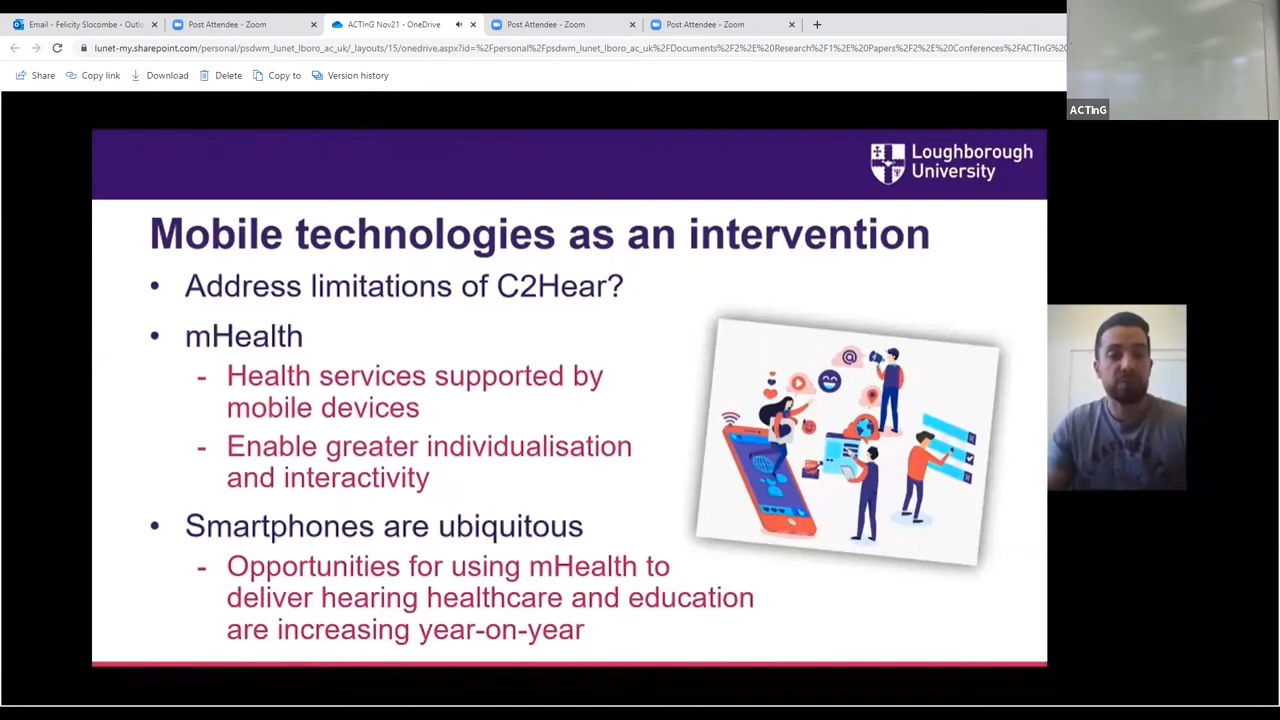 Email - Felicity Slocombe - Outlo
Post Attendee - Zoom
ACTInG Nov21 - OneDrive
Post Attendee - Zoom
Post Attendee - Zoom
lunet-my.sharepoint.com/personal/psdwm_lunet_lboro_ac_uk/_layouts/15/onedrive.aspx?id=%2Fpersonal%2Fpsdwm_lunet_lboro_ac_uk%2FDocuments%2F2%2E%20Research%2F1%2E%20Papers%2F2%2E%20Conferences%2FACTInG%20
Share
Copy link
Download
Delete
Copy to
Version history
ACTInG
Loughborough
University
Mobile technologies as an intervention
• Address limitations of C2Hear?
• mHealth
- Health services supported by
mobile devices
- Enable greater individualisation
and interactivity
• Smartphones are ubiquitous
- Opportunities for using mHealth to
deliver hearing healthcare and education
are increasing year-on-year